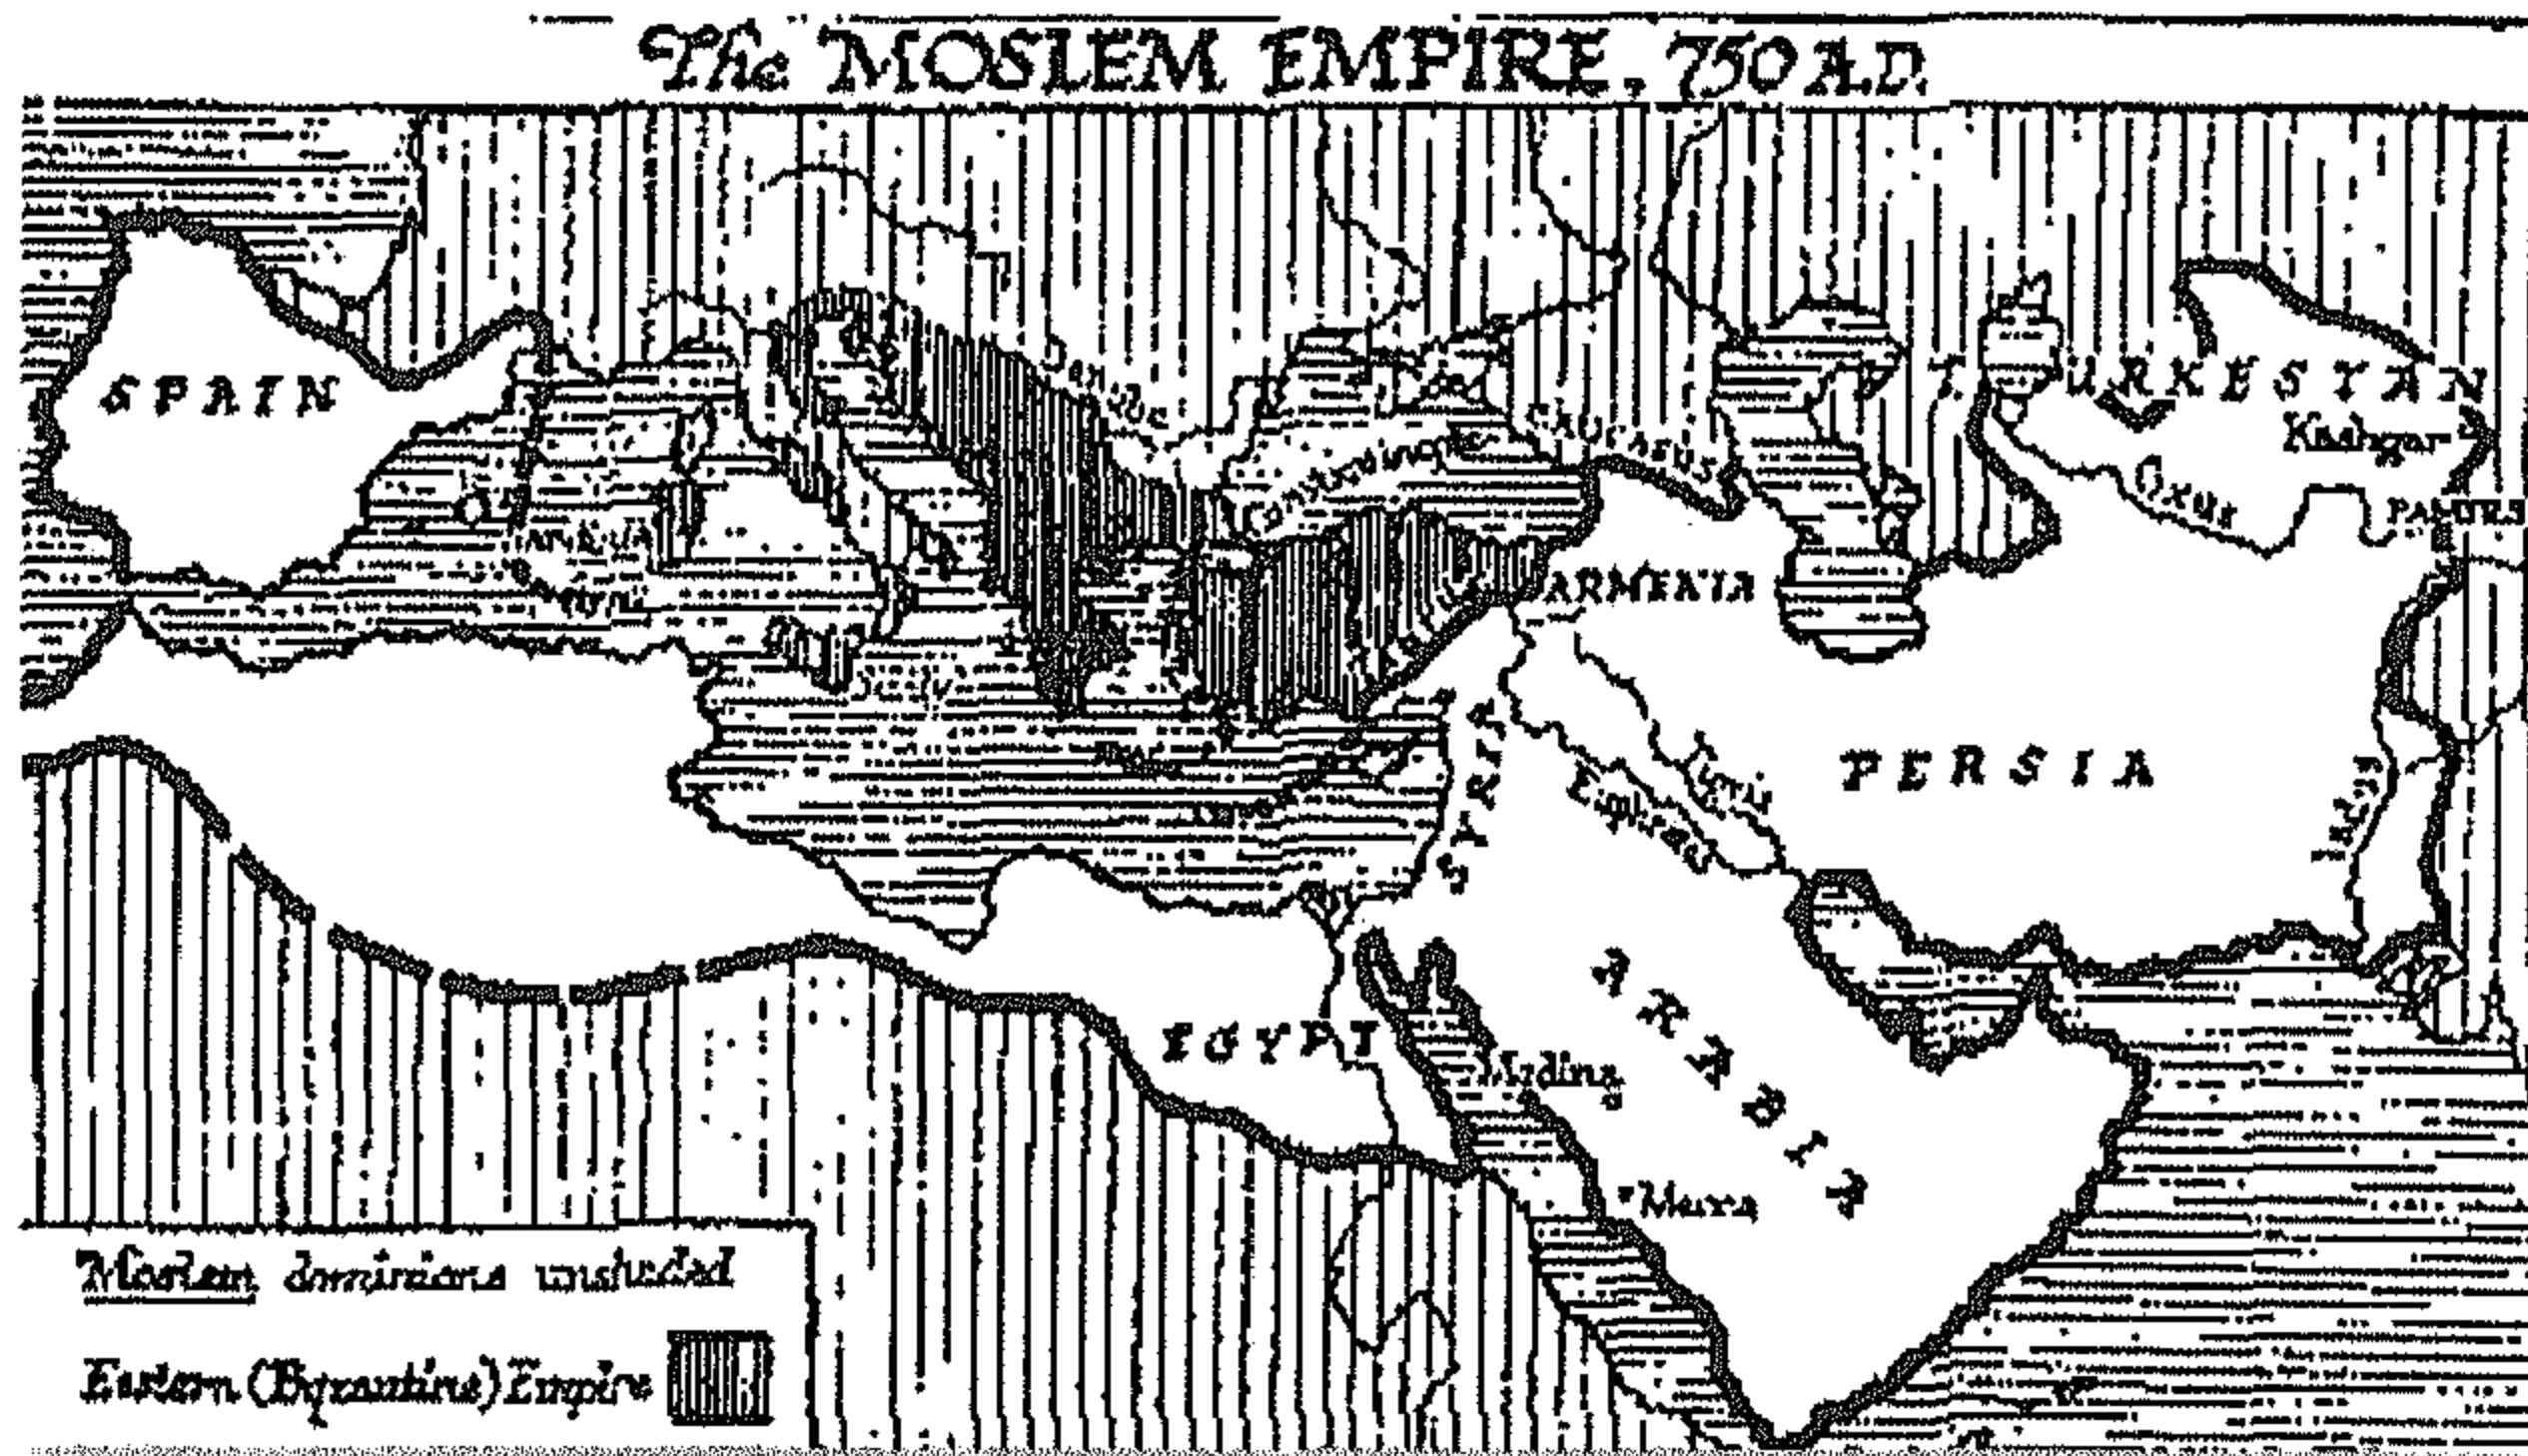 The MOSLEM EMPIRE, 750 A.D.
SPAIN
Danube
CAUCASUS
Constantinople
TURKESTAN
Kashgar
Oxus
PAMIRS
ARMENIA
SYRIA
Tigris
PERSIA
EGYPT
ARABIA
Medina
Mecca
Moslem dominions unshaded
Eastern (Byzantine) Empire